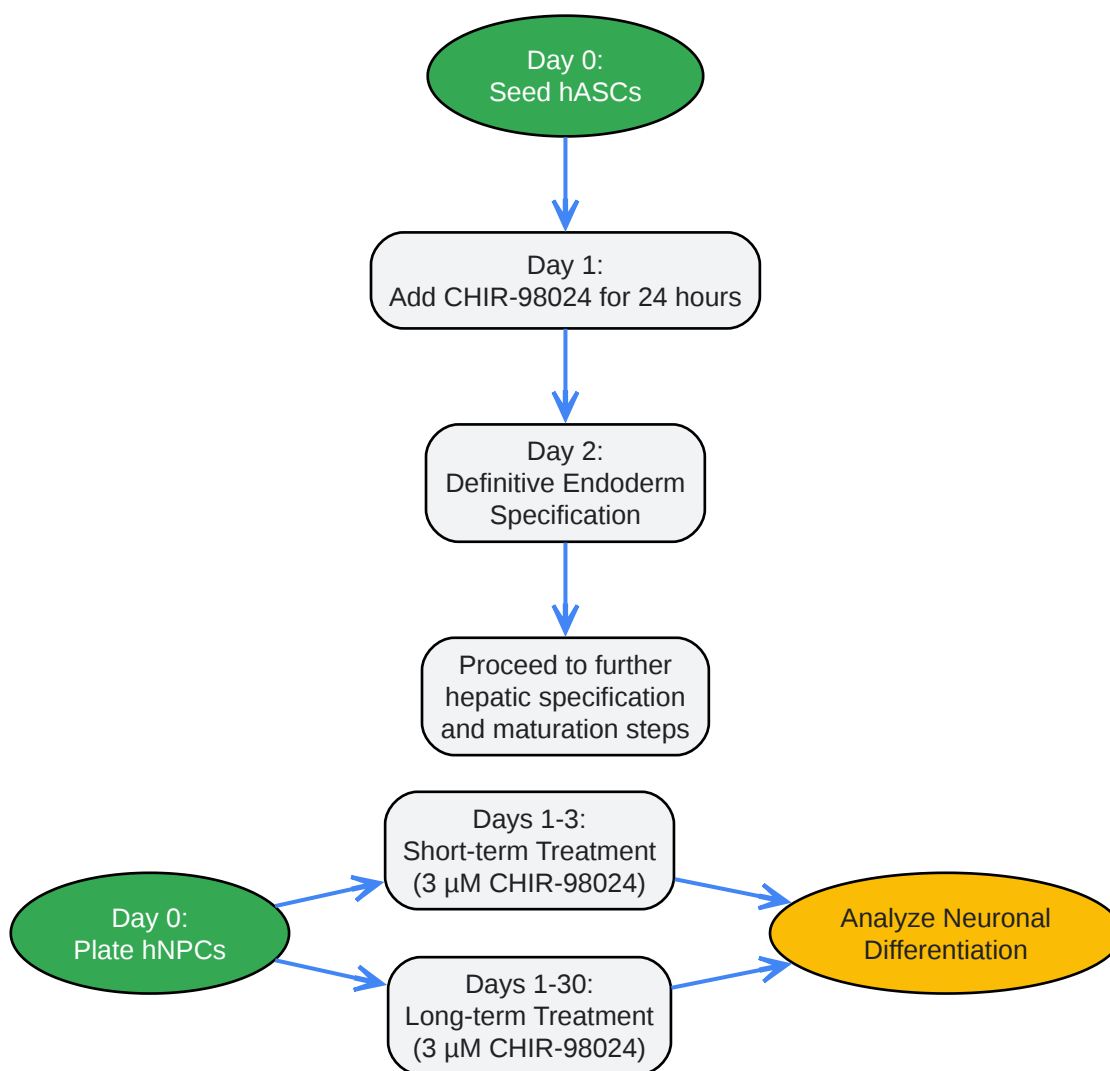 Day 0:
Seed hASCs
Day 1:
Add CHIR-98024 for 24 hours
Day 2:
Definitive Endoderm
Specification
Proceed to further
hepatic specification
and maturation steps
Days 1-3:
Short-term Treatment
(3 µM CHIR-98024)
Day 0:
Plate hNPCs
Analyze Neuronal
Differentiation
Days 1-30:
Long-term Treatment
(3 µM CHIR-98024)